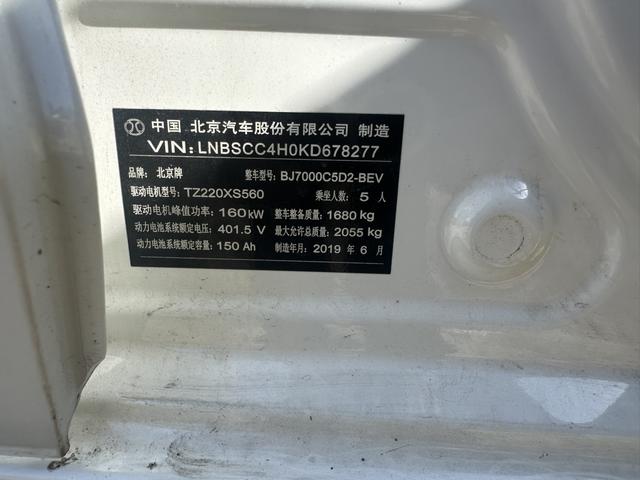 中国 北京汽车股份有限公司 制造
VIN: LNBSCC4H0KD678277
品牌: 北京牌 整车型号: BJ7000C5D2-BEV
驱动电机型号: TZ220XS560 乘坐人数: 5 人
驱动电机峰值功率: 160kW 整车整备质量: 1680 kg
动力电池系统额定电压: 401.5 V 最大允许总质量: 2055 kg
动力电池系统额定容量: 150 Ah 制造年月: 2019 年 6 月